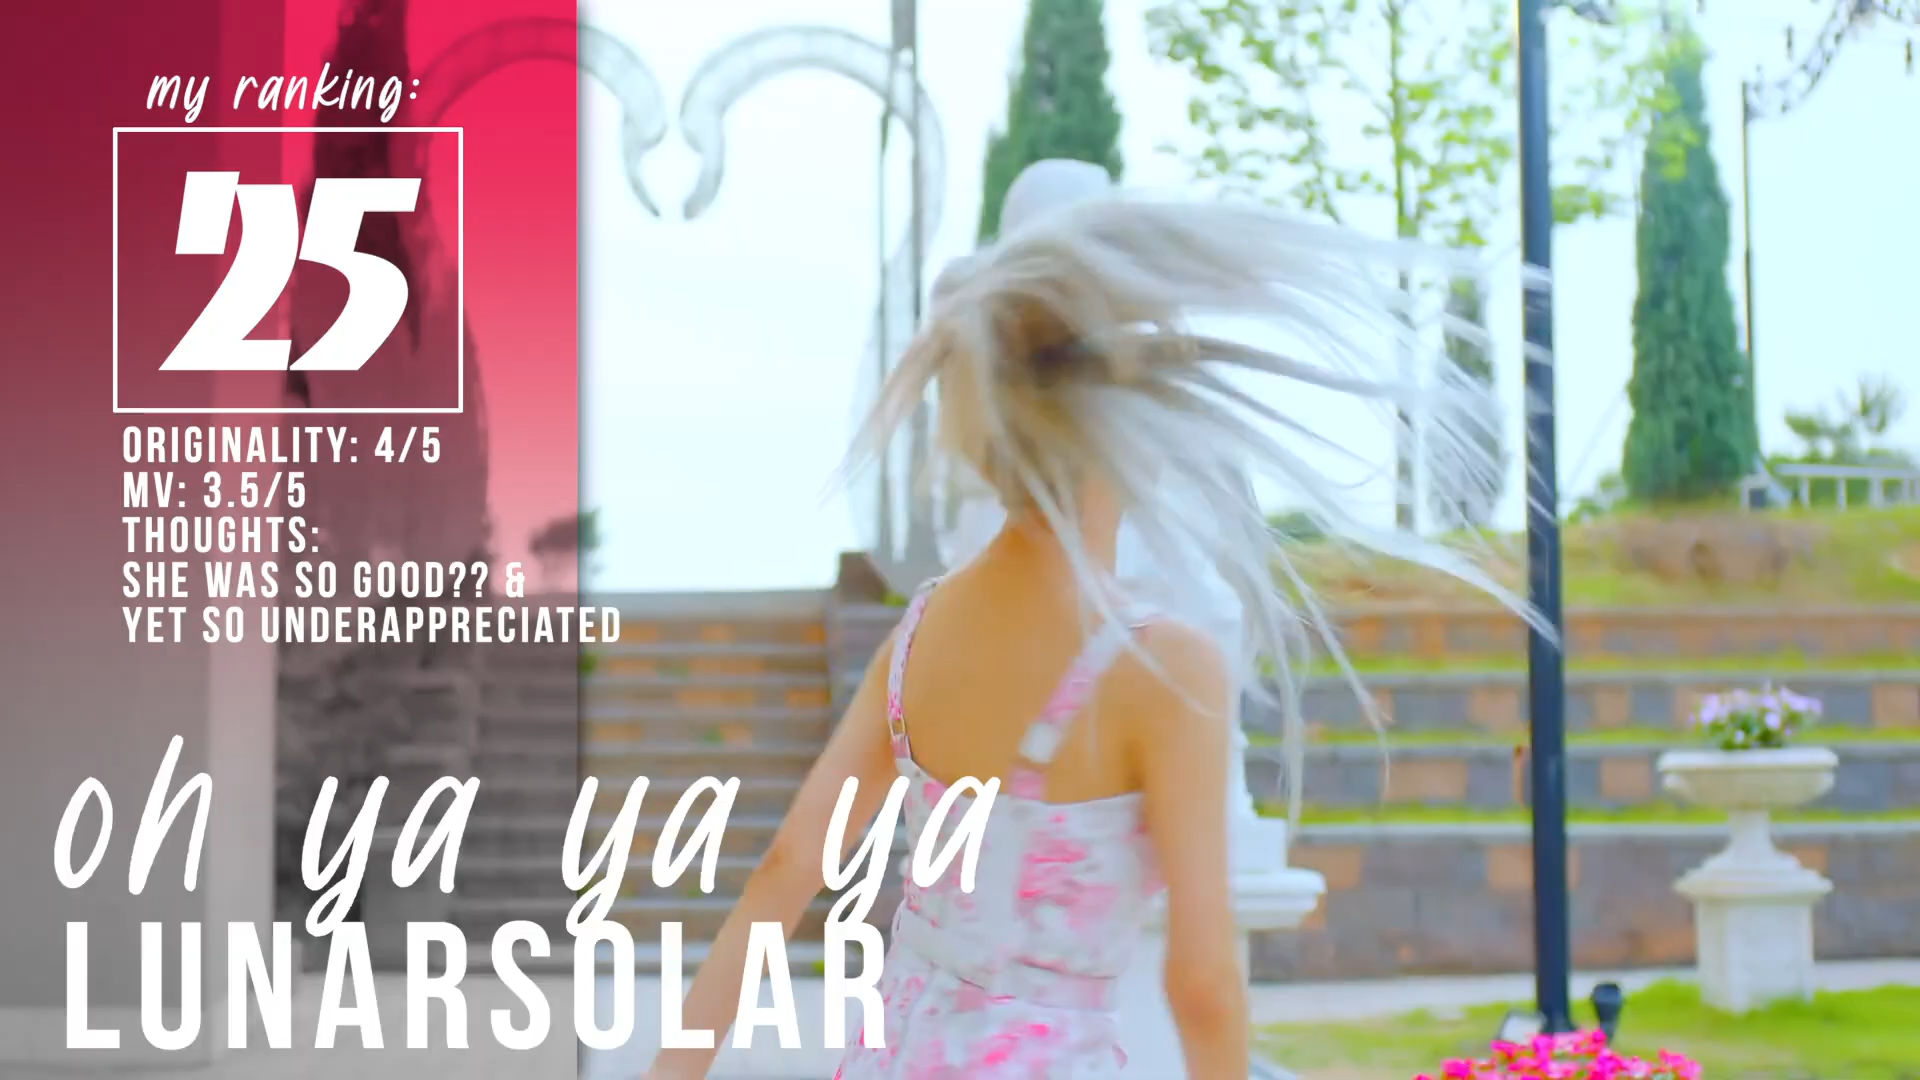 my ranking:
'25
ORIGINALITY: 4/5
MV: 3.5/5
THOUGHTS:
SHE WAS SO GOOD?? &
YET SO UNDERAPPRECIATED
oh ya ya ya
LUNARSOLAR